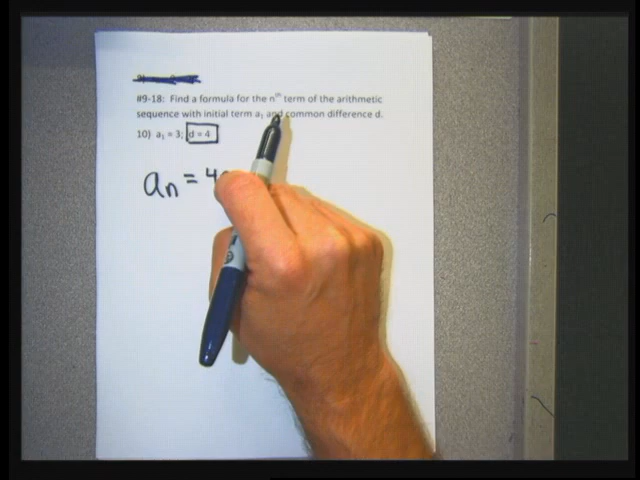 #9-18: Find a formula for the nth term of the arithmetic
sequence with initial term a1 and common difference d.
10) a1 = 3; d = 4
an = 4